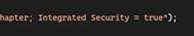 hapter; Integrated Security = true");